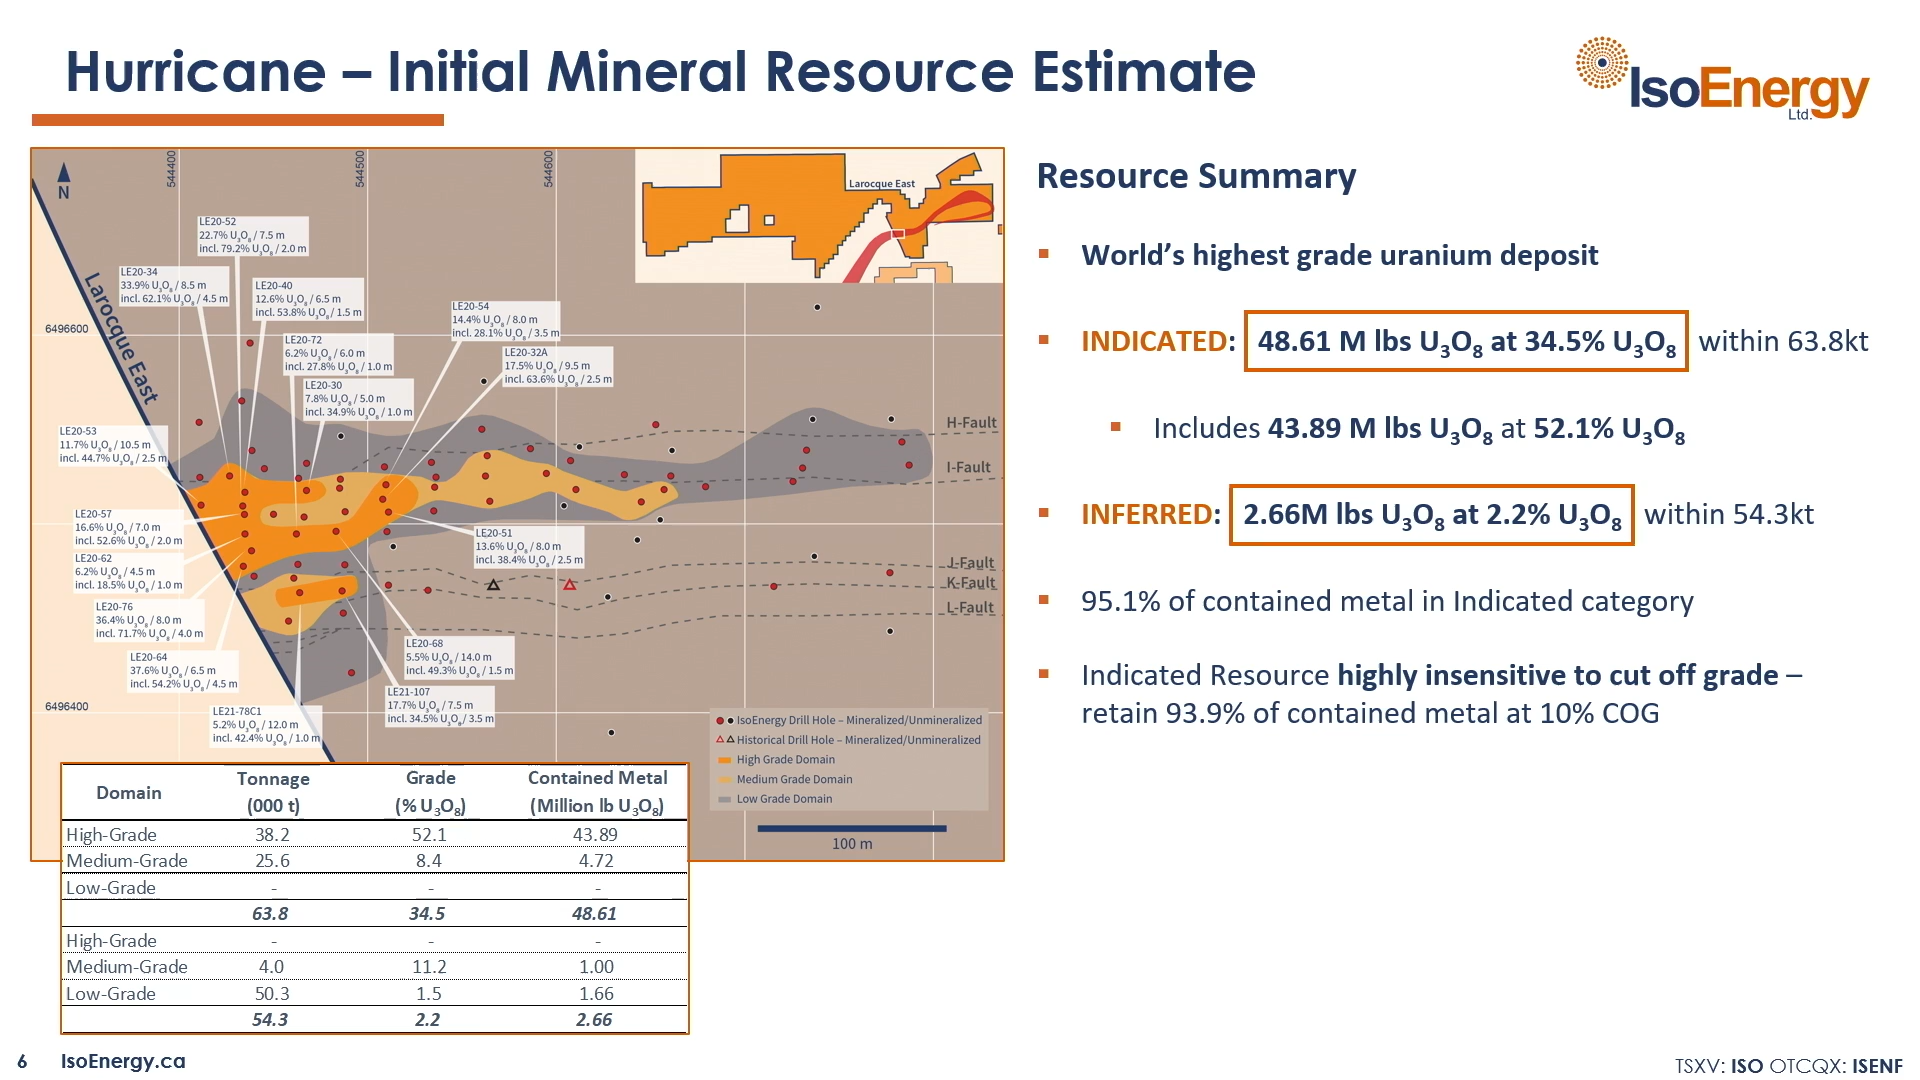 Hurricane – Initial Mineral Resource Estimate
IsoEnergy
Ltd.
N
544400
544500
544600
6496600
6496400
Larocque East
Larocque East
LE20-52
22.7% U3O8 / 7.5 m
incl. 79.2% U3O8 / 2.0 m
LE20-34
33.9% U3O8 / 8.5 m
incl. 62.1% U3O8 / 4.5 m
LE20-40
12.6% U3O8 / 6.5 m
incl. 53.8% U3O8 / 1.5 m
LE20-54
14.4% U3O8 / 8.0 m
incl. 28.1% U3O8 / 3.5 m
LE20-72
6.2% U3O8 / 6.0 m
incl. 27.8% U3O8 / 1.0 m
LE20-32A
17.5% U3O8 / 9.5 m
incl. 63.6% U3O8 / 2.5 m
LE20-30
7.8% U3O8 / 5.0 m
incl. 34.9% U3O8 / 1.0 m
LE20-53
11.7% U3O8 / 10.5 m
incl. 44.7% U3O8 / 2.5 m
H-Fault
I-Fault
LE20-57
16.6% U3O8 / 7.0 m
incl. 52.6% U3O8 / 2.0 m
LE20-51
13.6% U3O8 / 8.0 m
incl. 38.4% U3O8 / 2.5 m
LE20-62
6.2% U3O8 / 4.5 m
incl. 18.5% U3O8 / 1.0 m
J-Fault
K-Fault
L-Fault
LE20-76
36.4% U3O8 / 8.0 m
incl. 71.7% U3O8 / 4.0 m
LE20-68
5.5% U3O8 / 14.0 m
incl. 49.3% U3O8 / 1.5 m
LE20-64
37.6% U3O8 / 6.5 m
incl. 54.2% U3O8 / 4.5 m
LE21-107
17.7% U3O8 / 7.5 m
incl. 34.5% U3O8 / 3.5 m
LE21-78C1
5.2% U3O8 / 12.0 m
incl. 42.4% U3O8 / 1.0 m
IsoEnergy Drill Hole – Mineralized/Unmineralized
Historical Drill Hole – Mineralized/Unmineralized
High Grade Domain
Medium Grade Domain
Low Grade Domain
100 m
Domain Tonnage (000 t) Grade (% U3O8) Contained Metal (Million lb U3O8)
High-Grade 38.2 52.1 43.89
Medium-Grade 25.6 8.4 4.72
Low-Grade - - -
63.8 34.5 48.61
High-Grade - - -
Medium-Grade 4.0 11.2 1.00
Low-Grade 50.3 1.5 1.66
54.3 2.2 2.66
Resource Summary
▪ World's highest grade uranium deposit
▪ INDICATED: 48.61 M lbs U3O8 at 34.5% U3O8 within 63.8kt
▪ Includes 43.89 M lbs U3O8 at 52.1% U3O8
▪ INFERRED: 2.66M lbs U3O8 at 2.2% U3O8 within 54.3kt
▪ 95.1% of contained metal in Indicated category
▪ Indicated Resource highly insensitive to cut off grade –
retain 93.9% of contained metal at 10% COG
6 IsoEnergy.ca
TSXV: ISO OTCQX: ISENF